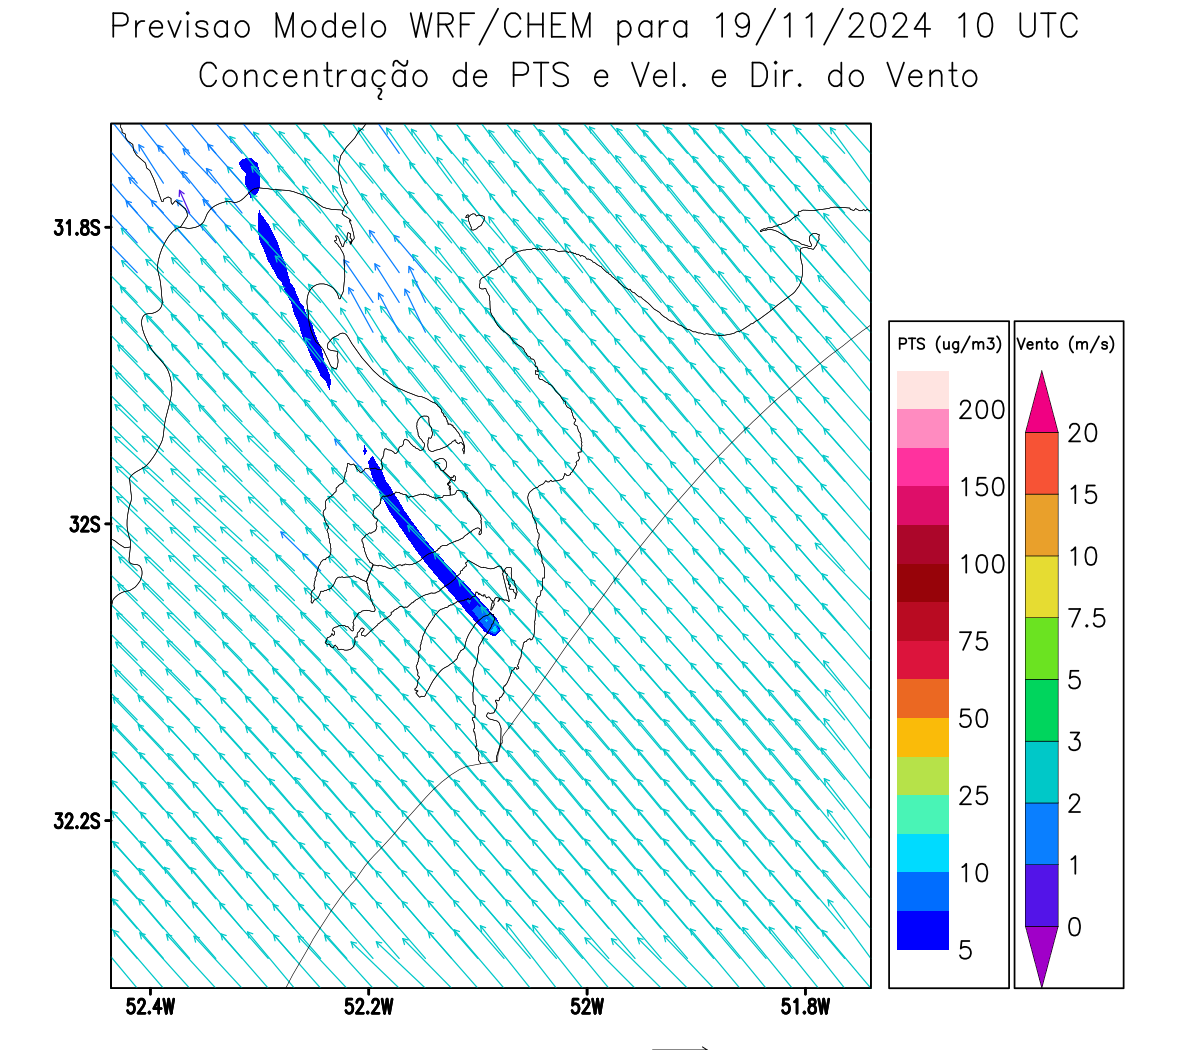 Previsao Modelo WRF/CHEM para 19/11/2024 10 UTC
Concentração de PTS e Vel. e Dir. do Vento
31.8S
32S
32.2S
52.4W 52.2W 52W 51.8W
PTS (ug/m3)
200
150
100
75
50
25
10
5
Vento (m/s)
20
15
10
7.5
5
3
2
1
0